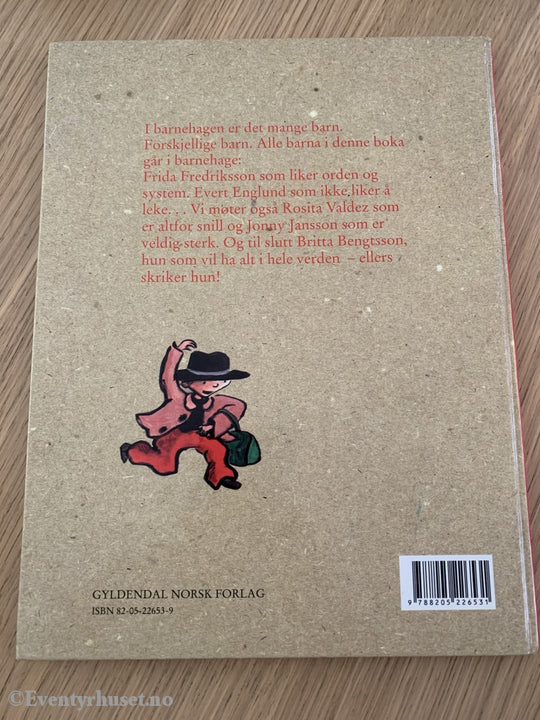 I barnehagen er det mange barn.
Forskjellige barn. Alle barna i denne boka
går i barnehage:
Frida Fredriksson som liker orden og
system. Evert Englund som ikke liker å
leke. . . Vi møter også Rosita Valdez som
er altfor snill og Jonny Jansson som er
veldig sterk. Og til slutt Britta Bengtsson,
hun som vil ha alt i hele verden – ellers
skriker hun!
GYLDENDAL NORSK FORLAG
ISBN 82-05-22653-9
9 788205 226531
©Eventyrhuset.no